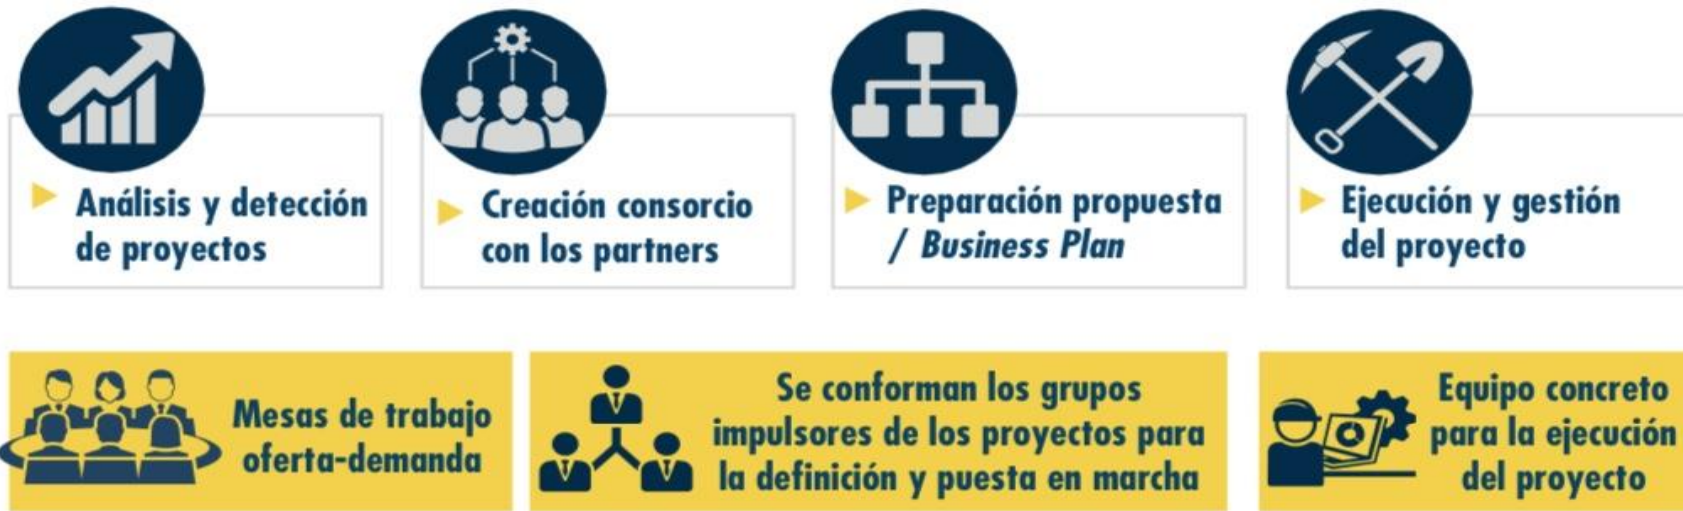 Análisis y detección
de proyectos
Creación consorcio
con los partners
Preparación propuesta
/ Business Plan
Ejecución y gestión
del proyecto
Mesas de trabajo
oferta-demanda
Se conforman los grupos
impulsores de los proyectos para
la definición y puesta en marcha
Equipo concreto
para la ejecución
del proyecto